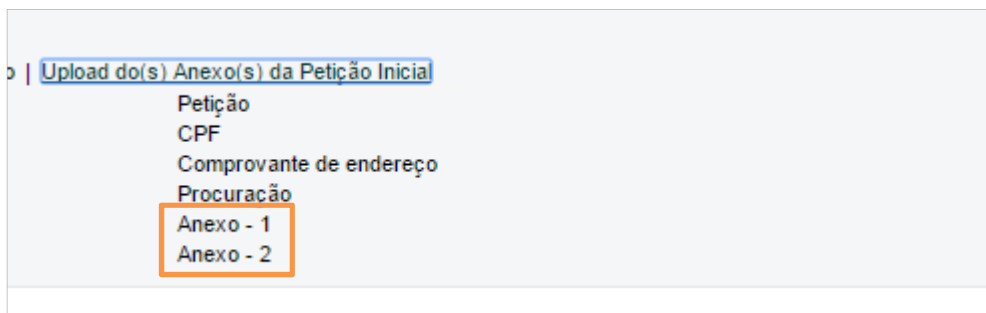 o | Upload do(s) Anexo(s) da Petição Inicial
Petição
CPF
Comprovante de endereço
Procuração
Anexo - 1
Anexo - 2